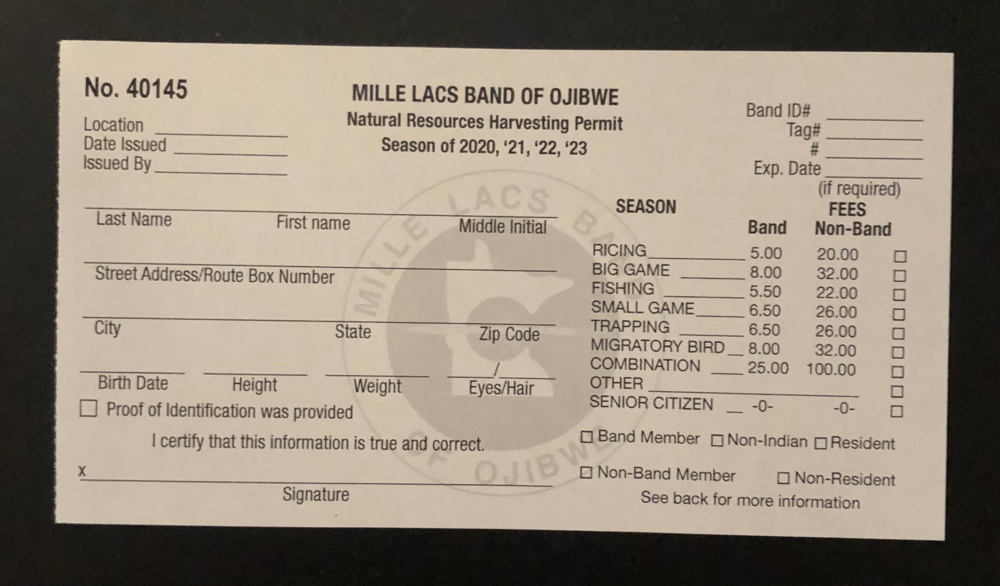 No. 40145
Location
Date Issued
Issued By
MILLE LACS BAND OF OJIBWE
Natural Resources Harvesting Permit
Season of 2020, ‘21, ‘22, ‘23
Band ID#
Tag#
#
Exp. Date
(if required)
Last Name First name Middle Initial
Street Address/Route Box Number
City State Zip Code
/
Birth Date Height Weight Eyes/Hair
Proof of Identification was provided
I certify that this information is true and correct.
x
Signature
SEASON FEES
Band Non-Band
RICING 5.00 20.00
BIG GAME 8.00 32.00
FISHING 5.50 22.00
SMALL GAME 6.50 26.00
TRAPPING 6.50 26.00
MIGRATORY BIRD 8.00 32.00
COMBINATION 25.00 100.00
OTHER
SENIOR CITIZEN -0- -0-
Band Member Non-Indian Resident
Non-Band Member Non-Resident
See back for more information
MILLE LACS BAND
OF OJIBWE